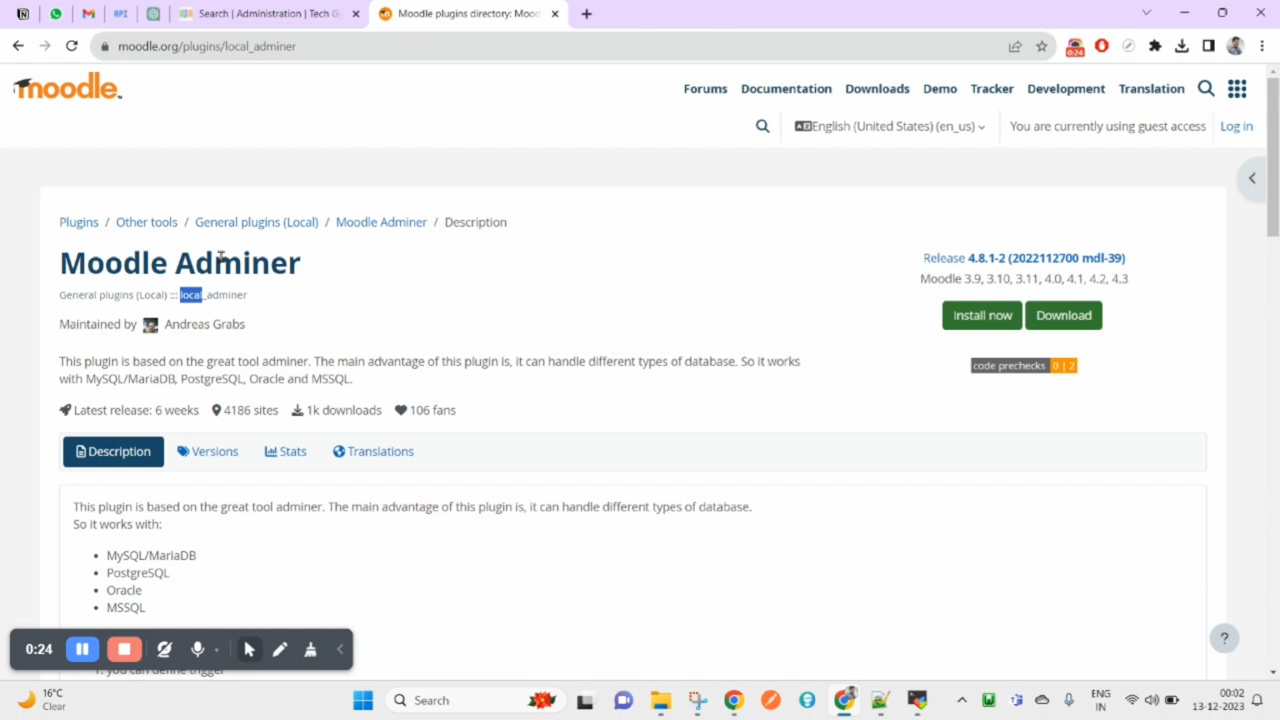 Search | Administration | Tech G
Moodle plugins directory: Mood
moodle.org/plugins/local_adminer
0:24
moodle
Forums Documentation Downloads Demo Tracker Development Translation
English (United States) (en_us)
You are currently using guest access
Log in
Plugins / Other tools / General plugins (Local) / Moodle Adminer / Description
Moodle Adminer
General plugins (Local) ::: local_adminer
Maintained by Andreas Grabs
Release 4.8.1-2 (2022112700 mdl-39)
Moodle 3.9, 3.10, 3.11, 4.0, 4.1, 4.2, 4.3
Install now Download
code prechecks 0 | 2
This plugin is based on the great tool adminer. The main advantage of this plugin is, it can handle different types of database. So it works
with MySQL/MariaDB, PostgreSQL, Oracle and MSSQL.
Latest release: 6 weeks 4186 sites 1k downloads 106 fans
Description Versions Stats Translations
This plugin is based on the great tool adminer. The main advantage of this plugin is, it can handle different types of database.
So it works with:
• MySQL/MariaDB
• PostgreSQL
• Oracle
• MSSQL
0:24
1. you can define trigger
?
16°C
Clear
Search
ENG
IN
00:02
13-12-2023